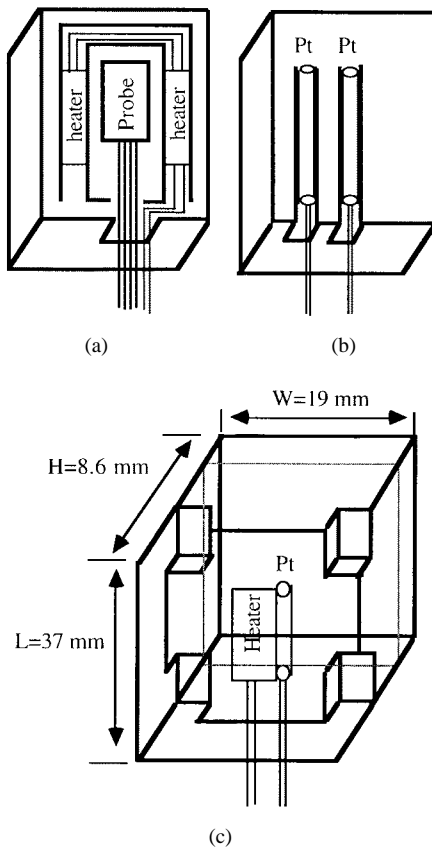 heater
Probe
heater
Pt Pt
(a) (b)
W=19 mm
H=8.6 mm
Pt
Heater
L=37 mm
(c)